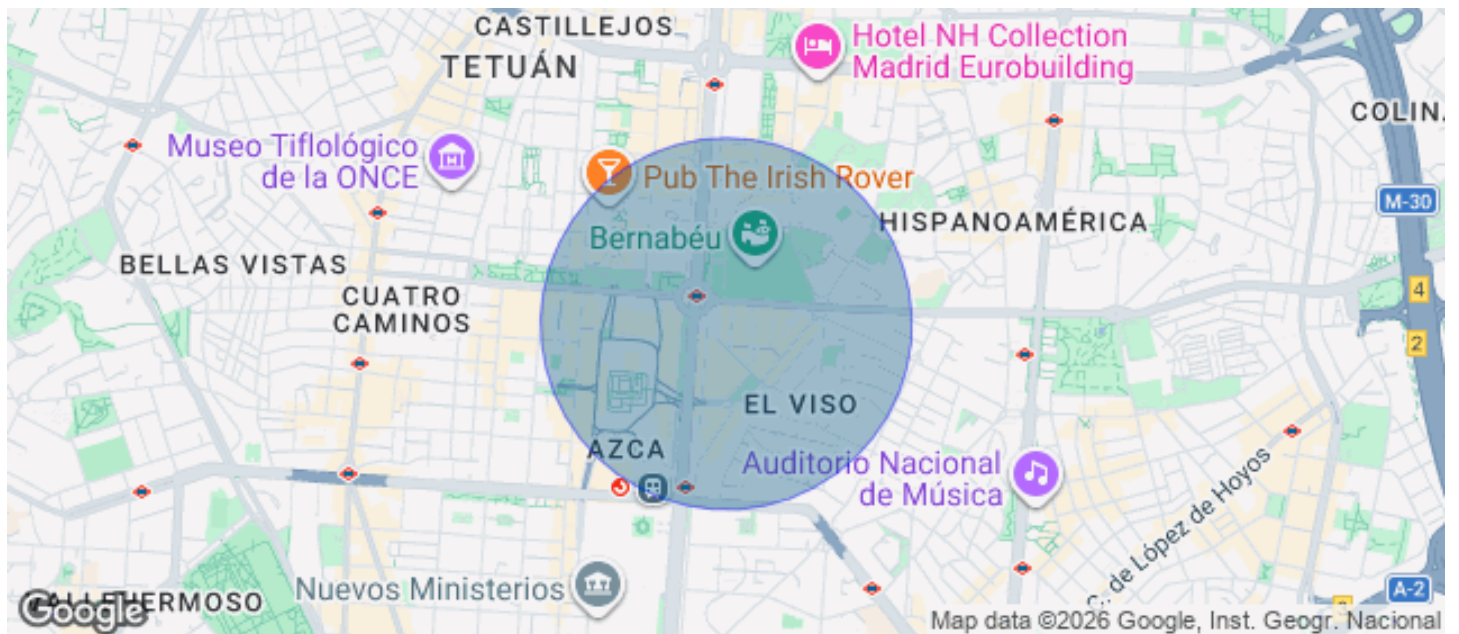 CASTILLEJOS
TETUÁN
Hotel NH Collection
Madrid Eurobuilding
COLIN.
Museo Tiflológico
de la ONCE
Pub The Irish Rover
M-30
HISPANOAMÉRICA
Bernabéu
BELLAS VISTAS
CUATRO
CAMINOS
4
2
EL VISO
AZCA
Auditorio Nacional
de Música
C. de López de Hoyos
Nuevos Ministerios
A-2
Google
Map data ©2026 Google, Inst. Geogr. Nacional